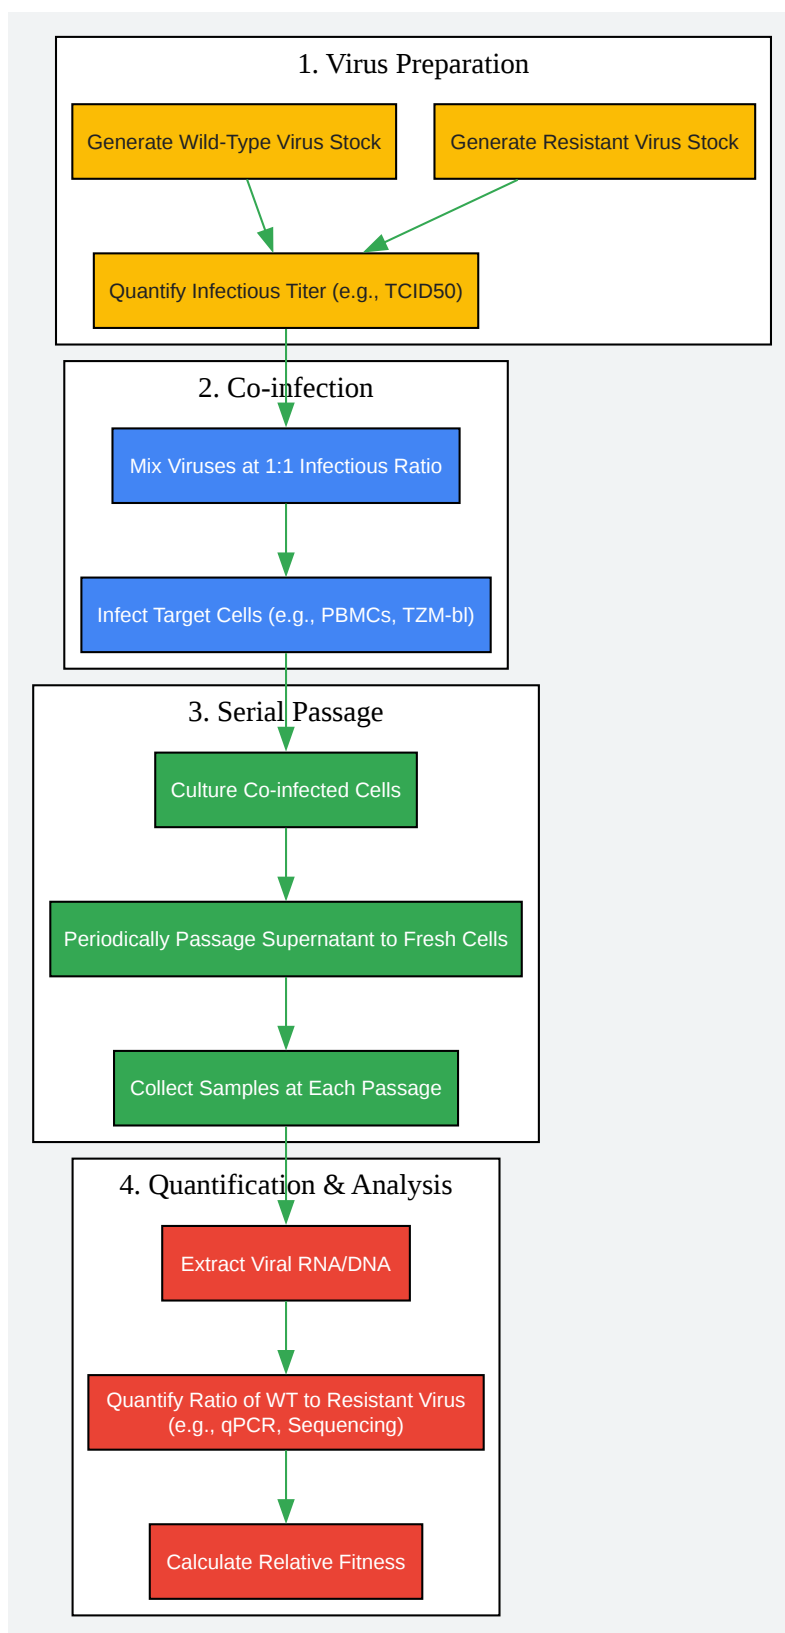 1. Virus Preparation
Generate Wild-Type Virus Stock
Generate Resistant Virus Stock
Quantify Infectious Titer (e.g., TCID50)
2. Co-infection
Mix Viruses at 1:1 Infectious Ratio
Infect Target Cells (e.g., PBMCs, TZM-bl)
3. Serial Passage
Culture Co-infected Cells
Periodically Passage Supernatant to Fresh Cells
Collect Samples at Each Passage
4. Quantification & Analysis
Extract Viral RNA/DNA
Quantify Ratio of WT to Resistant Virus
(e.g., qPCR, Sequencing)
Calculate Relative Fitness